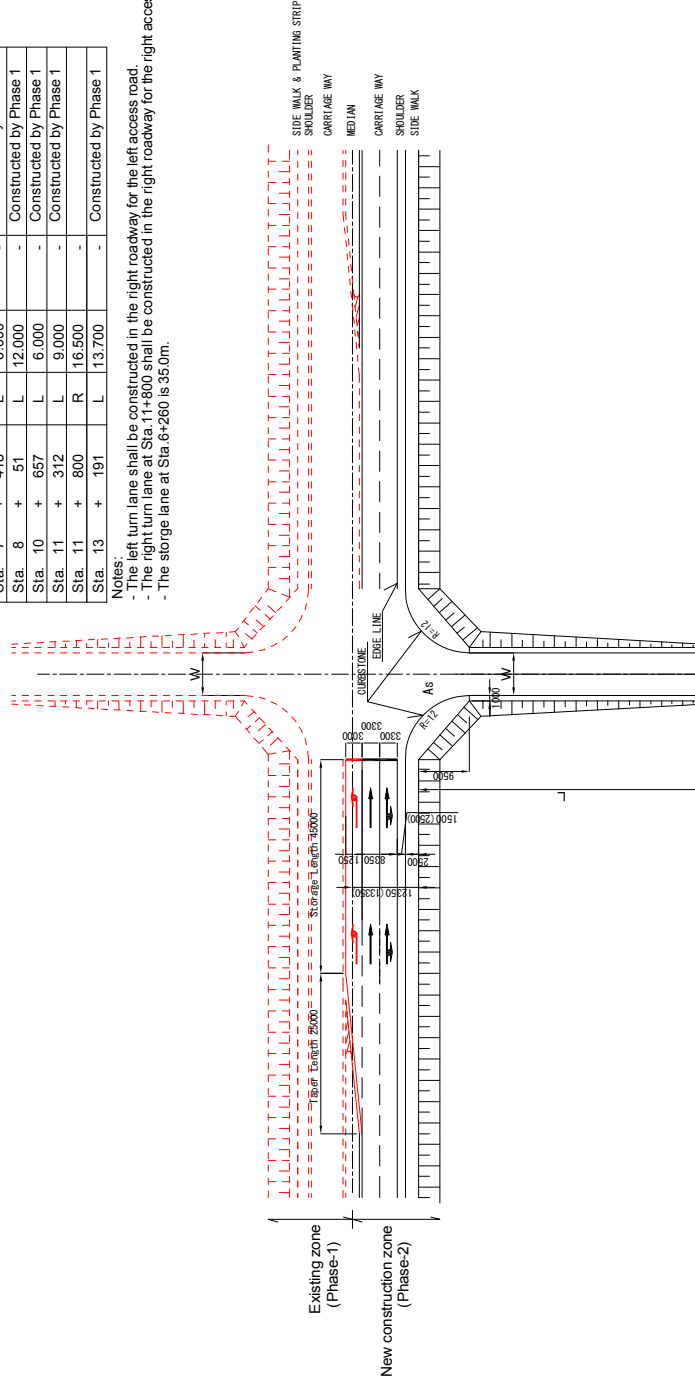 Constructed by Phase 1
Sta. 8 + 51 L 12.000 - Constructed by Phase 1
Sta. 10 + 657 L 6.000 - Constructed by Phase 1
Sta. 11 + 312 L 9.000 - Constructed by Phase 1
Sta. 11 + 800 R 16.500 -
Sta. 13 + 191 L 13.700 - Constructed by Phase 1
Notes:
- The left turn lane shall be constructed in the right roadway for the left access road.
- The right turn lane at Sta.11+800 shall be constructed in the right roadway for the right acces
- The storge lane at Sta.6+260 is 35.0m.
SIDE WALK & PLANTING STRIP
SHOULDER
CARRIAGE WAY
MEDIAN
CARRIAGE WAY
SHOULDER
SIDE WALK
W
CURBSTONE
EDGE LINE
R=12
As
R=12
W
1000
3000
3300
3300
9500
L
1500 (2500)
Storage Length 45000
1250
8350
2500
12350 (13350)
Taper Length 25000
Existing zone
(Phase-1)
New construction zone
(Phase-2)